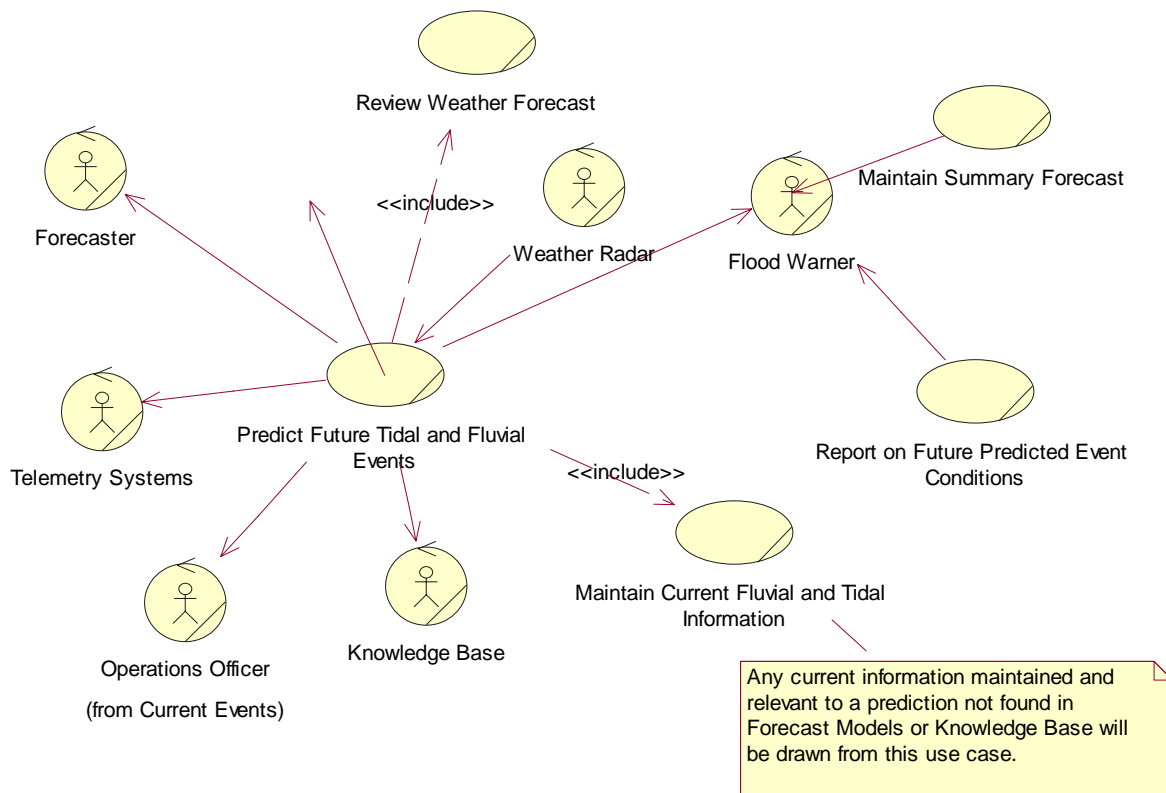 Review Weather Forecast
Maintain Summary Forecast
<<include>>
Forecaster
Weather Radar
Flood Warner
Predict Future Tidal and Fluvial
Events
Report on Future Predicted Event
Conditions
<<include>>
Telemetry Systems
Maintain Current Fluvial and Tidal
Information
Knowledge Base
Operations Officer
(from Current Events)
Any current information maintained and
relevant to a prediction not found in
Forecast Models or Knowledge Base will
be drawn from this use case.